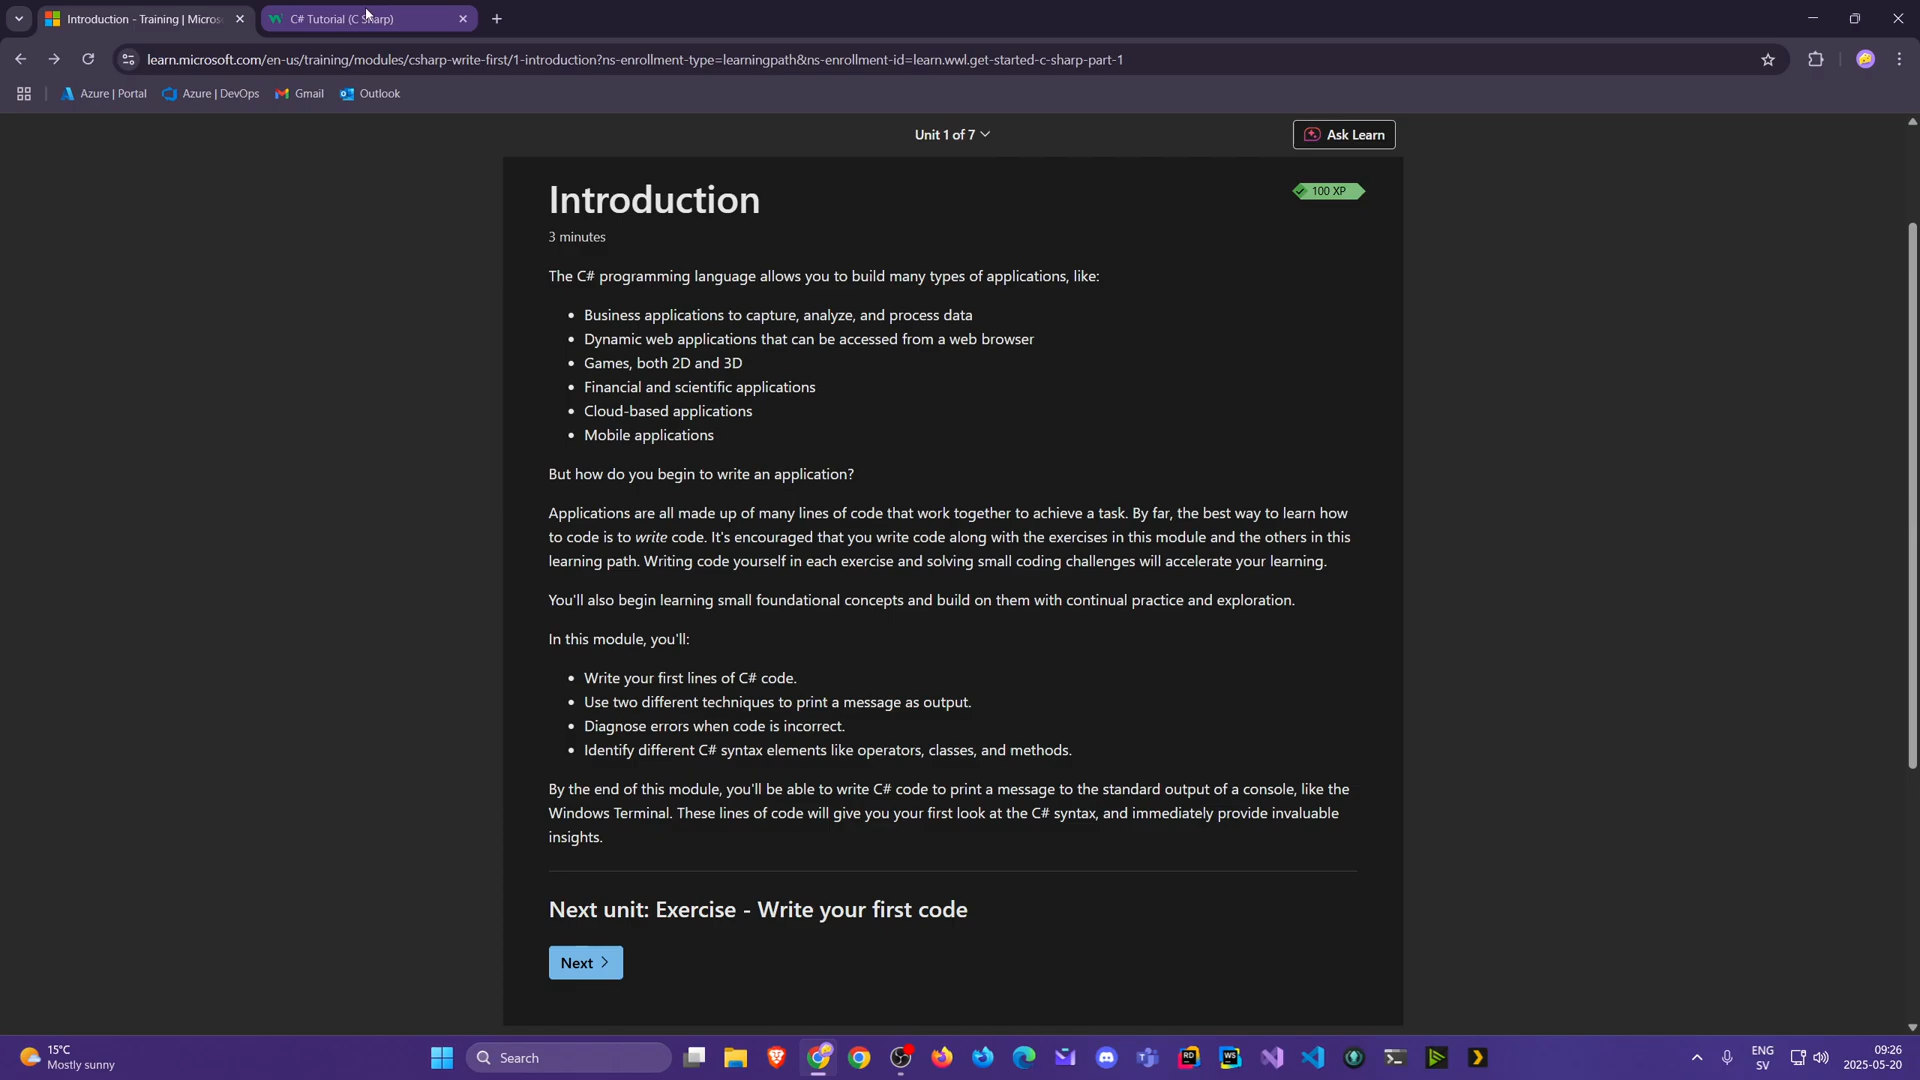 Introduction - Training | Micros
C# Tutorial (C Sharp)
learn.microsoft.com/en-us/training/modules/csharp-write-first/1-introduction?ns-enrollment-type=learningpath&ns-enrollment-id=learn.wwl.get-started-c-sharp-part-1
Azure | Portal
Azure | DevOps
Gmail
Outlook
Unit 1 of 7
Ask Learn
Introduction
100 XP
3 minutes
The C# programming language allows you to build many types of applications, like:
• Business applications to capture, analyze, and process data
• Dynamic web applications that can be accessed from a web browser
• Games, both 2D and 3D
• Financial and scientific applications
• Cloud-based applications
• Mobile applications
But how do you begin to write an application?
Applications are all made up of many lines of code that work together to achieve a task. By far, the best way to learn how
to code is to write code. It's encouraged that you write code along with the exercises in this module and the others in this
learning path. Writing code yourself in each exercise and solving small coding challenges will accelerate your learning.
You'll also begin learning small foundational concepts and build on them with continual practice and exploration.
In this module, you'll:
• Write your first lines of C# code.
• Use two different techniques to print a message as output.
• Diagnose errors when code is incorrect.
• Identify different C# syntax elements like operators, classes, and methods.
By the end of this module, you'll be able to write C# code to print a message to the standard output of a console, like the
Windows Terminal. These lines of code will give you your first look at the C# syntax, and immediately provide invaluable
insights.
Next unit: Exercise - Write your first code
Next
15°C
Mostly sunny
Search
RD
WS
ENG
SV
09:26
2025-05-20